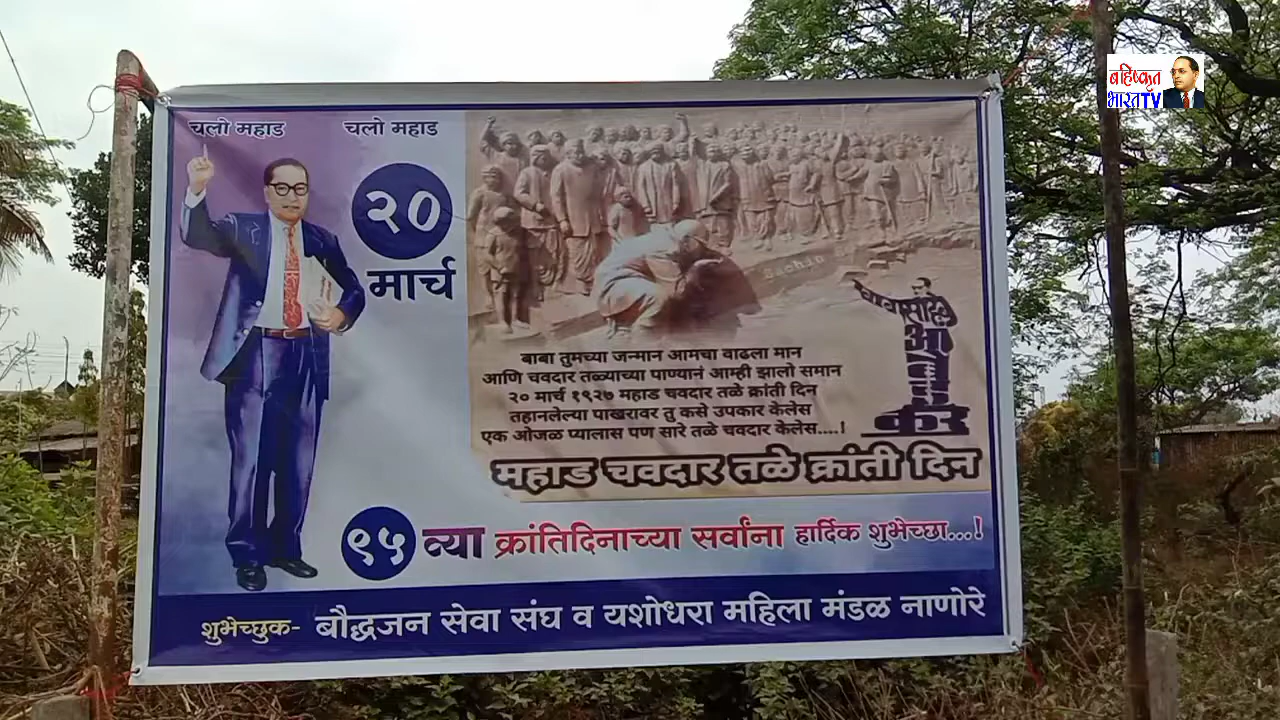 बहिष्कृत
भारतTV
चलो महाड चलो महाड
२०
मार्च
बाबा तुमच्या जन्मान आमचा वाढला मान
आणि चवदार तळ्याच्या पाण्यानं आम्ही झालो समान
२० मार्च १९२७ महाड चवदार तळे क्रांती दिन
तहानलेल्या पाखरावर तु कसे उपकार केलेस
एक ओजळ प्यालास पण सारे तळे चवदार केलेस....!
महाड चवदार तळे क्रांती दिन
९५ व्या क्रांतिदिनाच्या सर्वांना हार्दिक शुभेच्छा...!
शुभेच्छुक- बौद्धजन सेवा संघ व यशोधरा महिला मंडळ नाणोरे